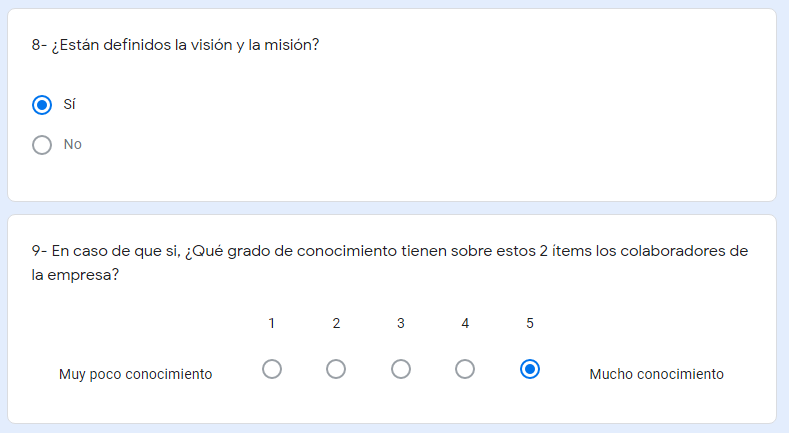 8- ¿Están definidos la visión y la misión?
Sí
No
9- En caso de que si, ¿Qué grado de conocimiento tienen sobre estos 2 ítems los colaboradores de
la empresa?
1 2 3 4 5
Muy poco conocimiento Mucho conocimiento